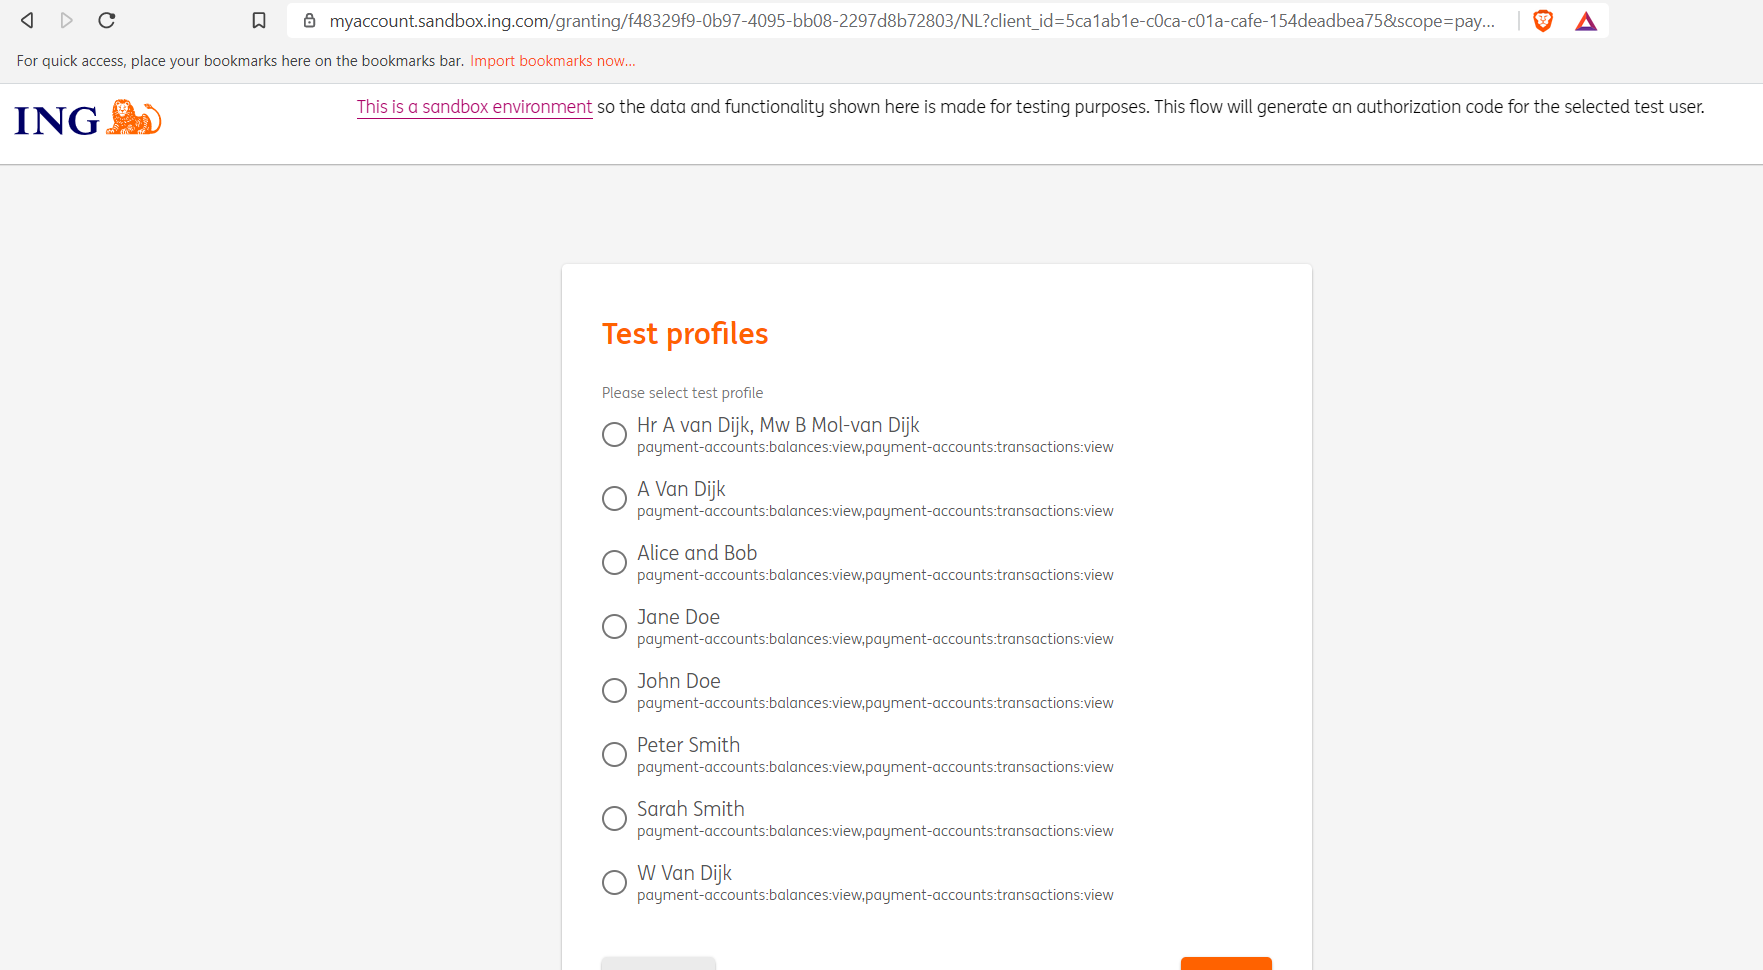 myaccount.sandbox.ing.com/granting/f48329f9-0b97-4095-bb08-2297d8b72803/NL?client_id=5ca1ab1e-c0ca-c01a-cafe-154deadbea75&scope=pay...
For quick access, place your bookmarks here on the bookmarks bar. Import bookmarks now...
ING
This is a sandbox environment so the data and functionality shown here is made for testing purposes. This flow will generate an authorization code for the selected test user.
Test profiles
Please select test profile
Hr A van Dijk, Mw B Mol-van Dijk
payment-accounts:balances:view,payment-accounts:transactions:view
A Van Dijk
payment-accounts:balances:view,payment-accounts:transactions:view
Alice and Bob
payment-accounts:balances:view,payment-accounts:transactions:view
Jane Doe
payment-accounts:balances:view,payment-accounts:transactions:view
John Doe
payment-accounts:balances:view,payment-accounts:transactions:view
Peter Smith
payment-accounts:balances:view,payment-accounts:transactions:view
Sarah Smith
payment-accounts:balances:view,payment-accounts:transactions:view
W Van Dijk
payment-accounts:balances:view,payment-accounts:transactions:view